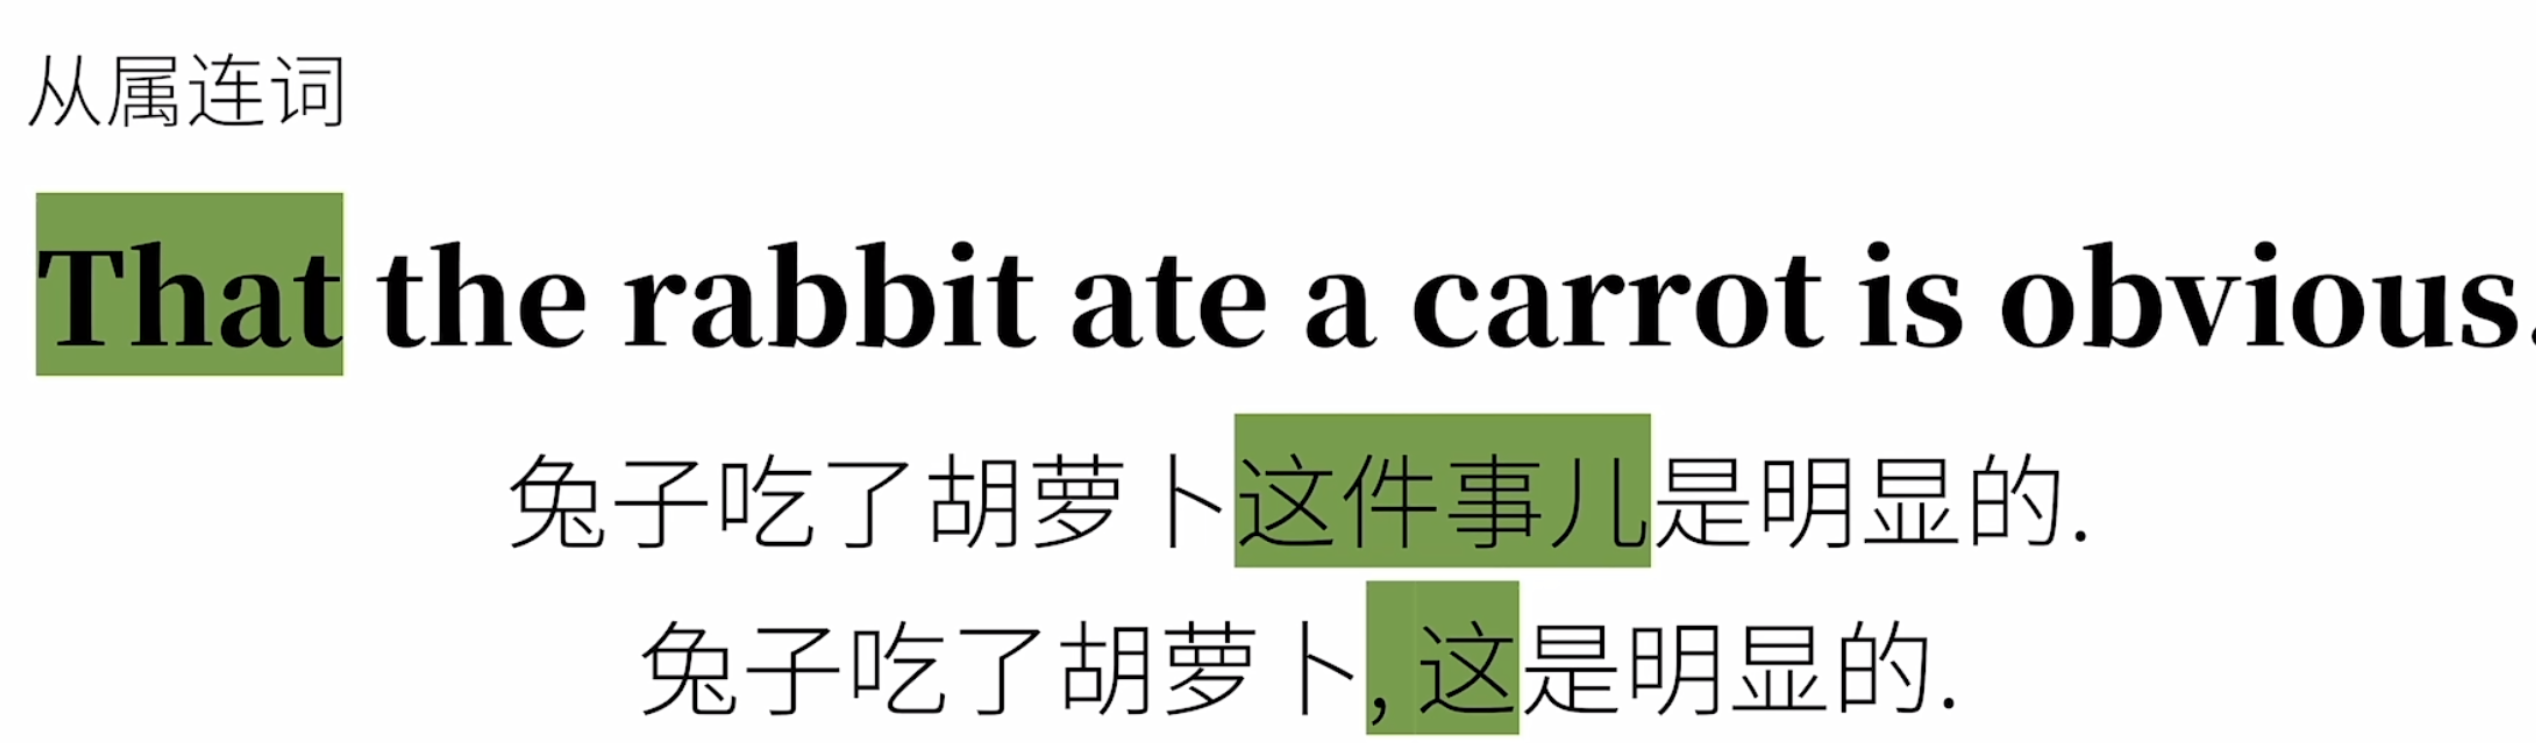 从属连词
That the rabbit ate a carrot is obvious.
兔子吃了胡萝卜这件事儿是明显的.
兔子吃了胡萝卜, 这是明显的.